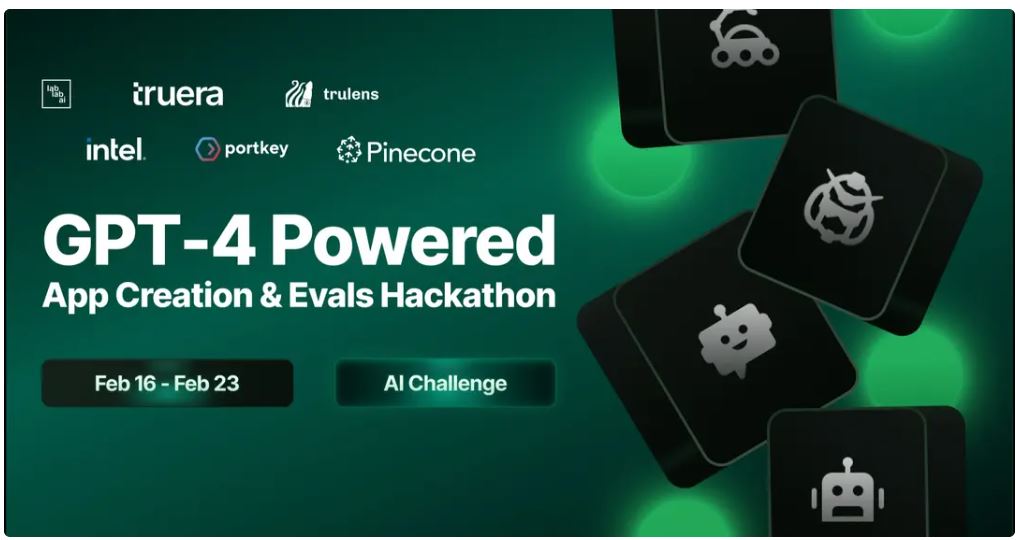 lab
lab
ai
truera
trulens
intel.
portkey
Pinecone
GPT-4 Powered
App Creation & Evals Hackathon
Feb 16 - Feb 23
AI Challenge